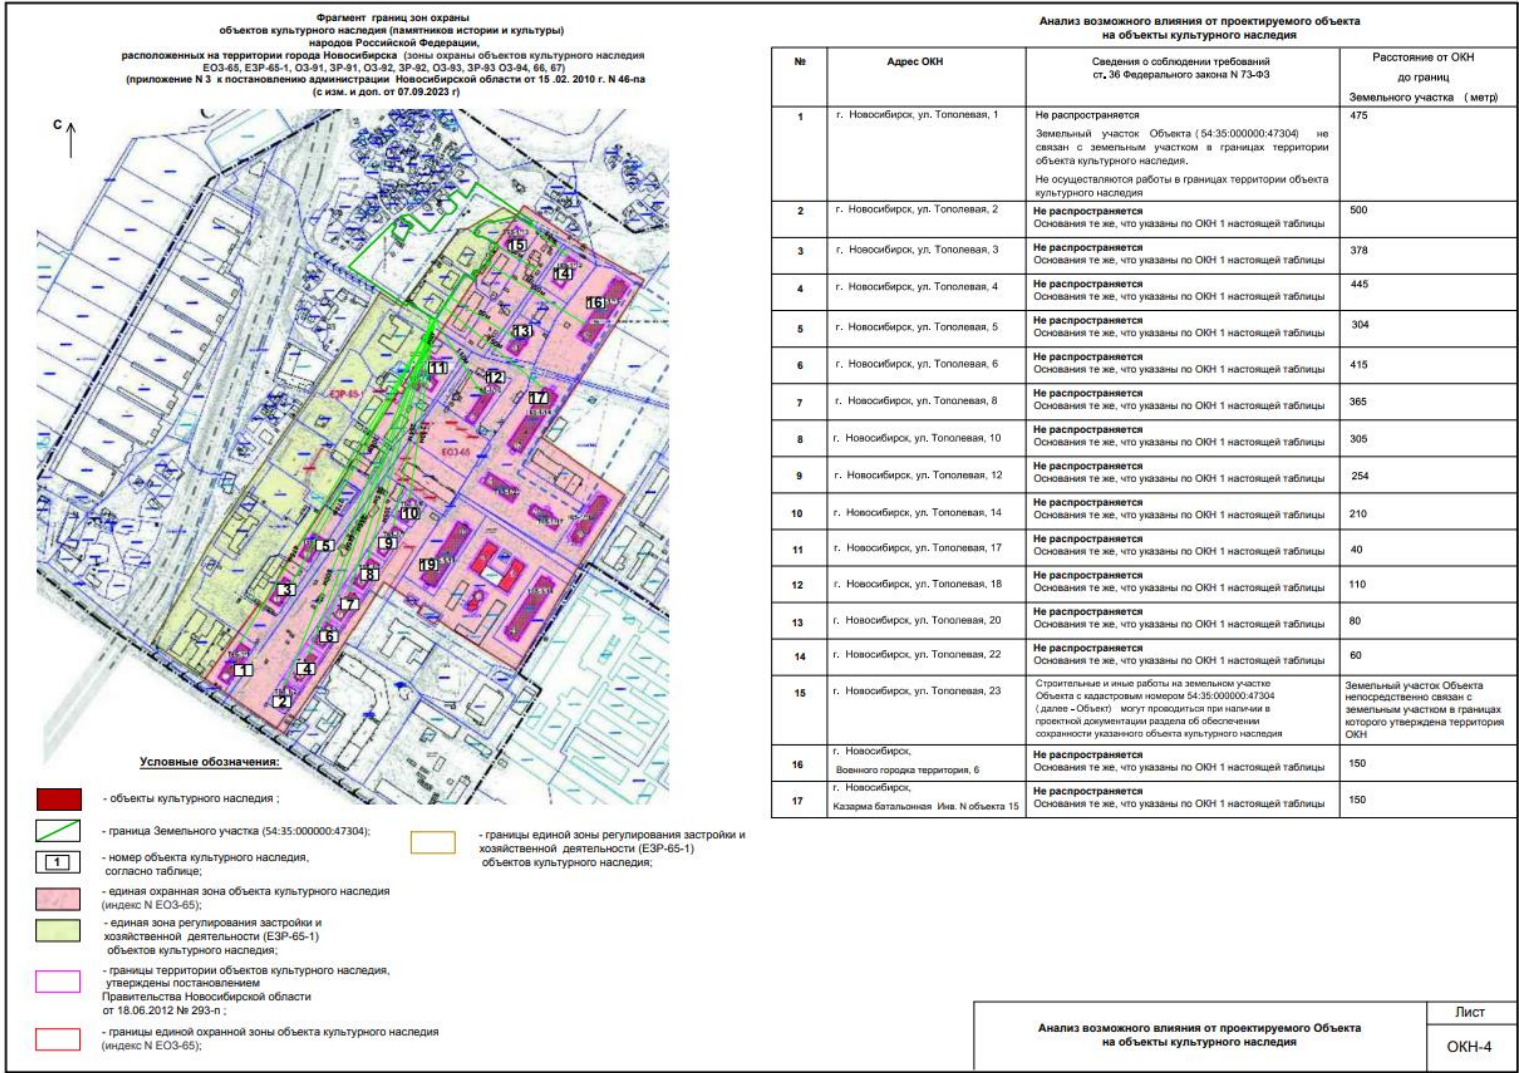 Фрагмент границ зон охраны
объектов культурного наследия (памятников истории и культуры)
народов Российской Федерации,
расположенных на территории города Новосибирска (зоны охраны объектов культурного наследия
ЕОЗ-65, ЕЗР-65-1, ОЗ-91, ЗР-91, ОЗ-92, ЗР-92, ОЗ-93, ЗР-93 ОЗ-94, 66, 67)
(приложение N 3 к постановлению администрации Новосибирской области от 15 .02. 2010 г. N 46-па
(с изм. и доп. от 07.09.2023 г)
С
15
14
16
13
11
12
17
ЕЗР-65-1
ЕОЗ-65
10
5
9
19
8
3
7
6
1
4
2
Условные обозначения:
- объекты культурного наследия ;
- граница Земельного участка (54:35:000000:47304);
1
- номер объекта культурного наследия,
согласно таблице;
- единая охранная зона объекта культурного наследия
(индекс N ЕОЗ-65);
- единая зона регулирования застройки и
хозяйственной деятельности (ЕЗР-65-1)
объектов культурного наследия;
- границы территории объектов культурного наследия,
утверждены постановлением
Правительства Новосибирской области
от 18.06.2012 № 293-п ;
- границы единой охранной зоны объекта культурного наследия
(индекс N ЕОЗ-65);
- границы единой зоны регулирования застройки и
хозяйственной деятельности (ЕЗР-65-1)
объектов культурного наследия;
Анализ возможного влияния от проектируемого объекта
на объекты культурного наследия
№ Адрес ОКН Сведения о соблюдении требований
ст. 36 Федерального закона N 73-ФЗ
Расстояние от ОКН
до границ
Земельного участка ( метр)
1 г. Новосибирск, ул. Тополевая, 1 Не распространяется 475
Земельный участок Объекта ( 54:35:000000:47304) не
связан с земельным участком в границах территории
объекта культурного наследия.
Не осуществляются работы в границах территории объекта
культурного наследия
2 г. Новосибирск, ул. Тополевая, 2 Не распространяется 500
Основания те же, что указаны по ОКН 1 настоящей таблицы
3 г. Новосибирск, ул. Тополевая, 3 Не распространяется 378
Основания те же, что указаны по ОКН 1 настоящей таблицы
4 г. Новосибирск, ул. Тополевая, 4 Не распространяется 445
Основания те же, что указаны по ОКН 1 настоящей таблицы
5 г. Новосибирск, ул. Тополевая, 5 Не распространяется 304
Основания те же, что указаны по ОКН 1 настоящей таблицы
6 г. Новосибирск, ул. Тополевая, 6 Не распространяется 415
Основания те же, что указаны по ОКН 1 настоящей таблицы
7 г. Новосибирск, ул. Тополевая, 8 Не распространяется 365
Основания те же, что указаны по ОКН 1 настоящей таблицы
8 г. Новосибирск, ул. Тополевая, 10 Не распространяется 305
Основания те же, что указаны по ОКН 1 настоящей таблицы
9 г. Новосибирск, ул. Тополевая, 12 Не распространяется 254
Основания те же, что указаны по ОКН 1 настоящей таблицы
10 г. Новосибирск, ул. Тополевая, 14 Не распространяется 210
Основания те же, что указаны по ОКН 1 настоящей таблицы
11 г. Новосибирск, ул. Тополевая, 17 Не распространяется 40
Основания те же, что указаны по ОКН 1 настоящей таблицы
12 г. Новосибирск, ул. Тополевая, 18 Не распространяется 110
Основания те же, что указаны по ОКН 1 настоящей таблицы
13 г. Новосибирск, ул. Тополевая, 20 Не распространяется 80
Основания те же, что указаны по ОКН 1 настоящей таблицы
14 г. Новосибирск, ул. Тополевая, 22 Не распространяется 60
Основания те же, что указаны по ОКН 1 настоящей таблицы
15 г. Новосибирск, ул. Тополевая, 23
Строительные и иные работы на земельном участке
Объекта с кадастровым номером 54:35:000000:47304
( далее – Объект) могут проводиться при наличии в
проектной документации раздела об обеспечении
сохранности указанного объекта культурного наследия
Земельный участок Объекта
непосредственно связан с
земельным участком в границах
которого утверждена территория
ОКН
16 г. Новосибирск,
Военного городка территория, 6
Не распространяется 150
Основания те же, что указаны по ОКН 1 настоящей таблицы
17 г. Новосибирск,
Казарма батальонная Инв. N объекта 15
Не распространяется 150
Основания те же, что указаны по ОКН 1 настоящей таблицы
Анализ возможного влияния от проектируемого Объекта
на объекты культурного наследия
Лист
ОКН-4